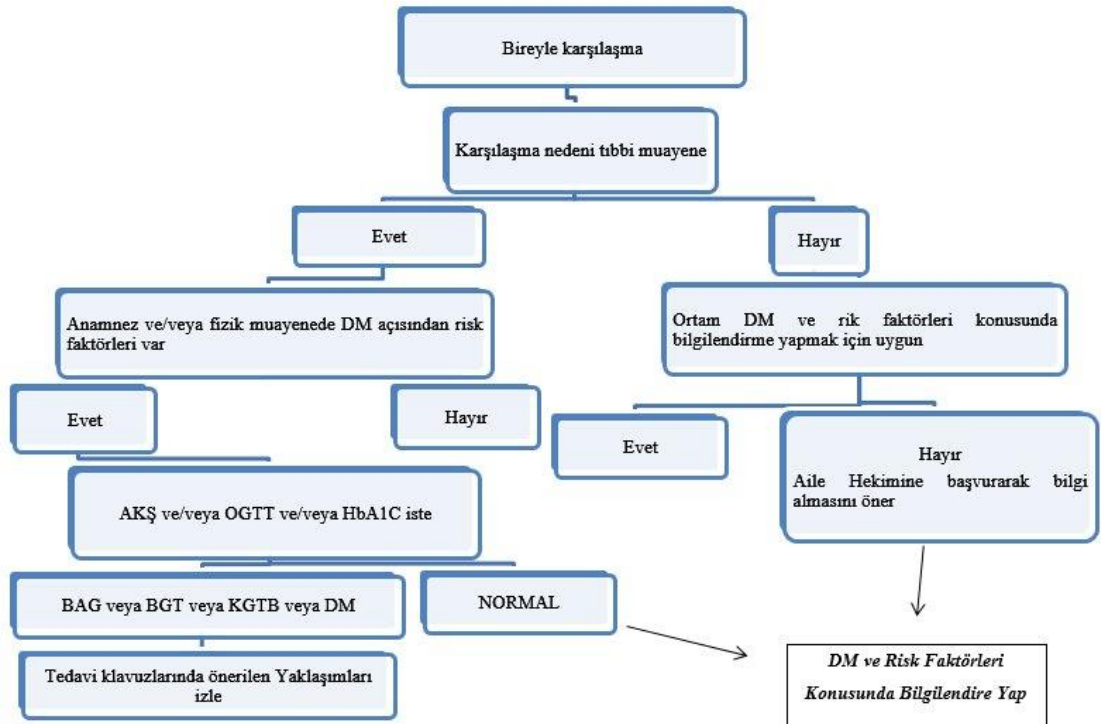 Bireyle karşılaşma
Karşılaşma nedeni tıbbi muayene
Evet
Hayır
Anamnez ve/veya fizik muayenede DM açısından risk
faktörleri var
Ortam DM ve rik faktörleri konusunda
bilgilendirme yapmak için uygun
Evet
Hayır
Evet
Hayır
Aile Hekimine başvurarak bilgi
almasını öner
AKŞ ve/veya OGTT ve/veya HbA1C iste
BAG veya BGT veya KGTB veya DM
NORMAL
Tedavi klavuzlarında önerilen Yaklaşımları
izle
DM ve Risk Faktörleri
Konusunda Bilgilendire Yap